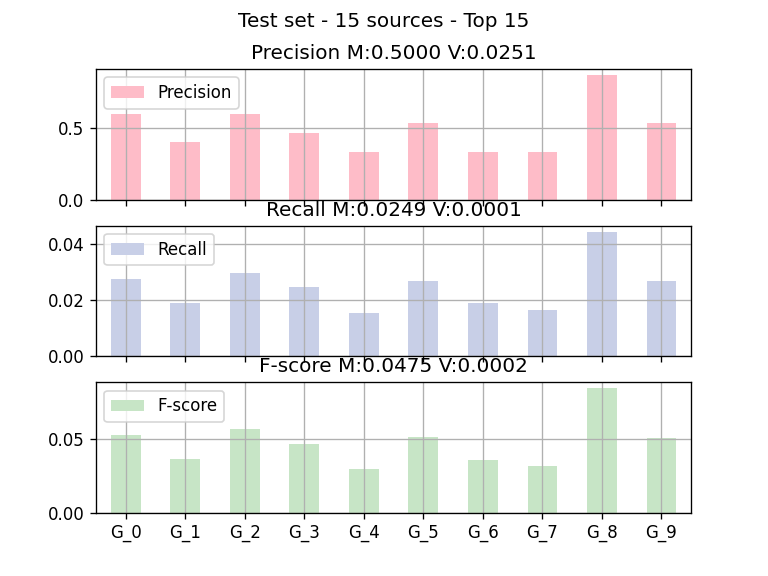 Test set - 15 sources - Top 15
Precision M:0.5000 V:0.0251
Precision
0.5
0.0
Recall M:0.0249 V:0.0001
Recall
0.04
0.02
0.00
F-score M:0.0475 V:0.0002
F-score
0.05
0.00
G_0 G_1 G_2 G_3 G_4 G_5 G_6 G_7 G_8 G_9